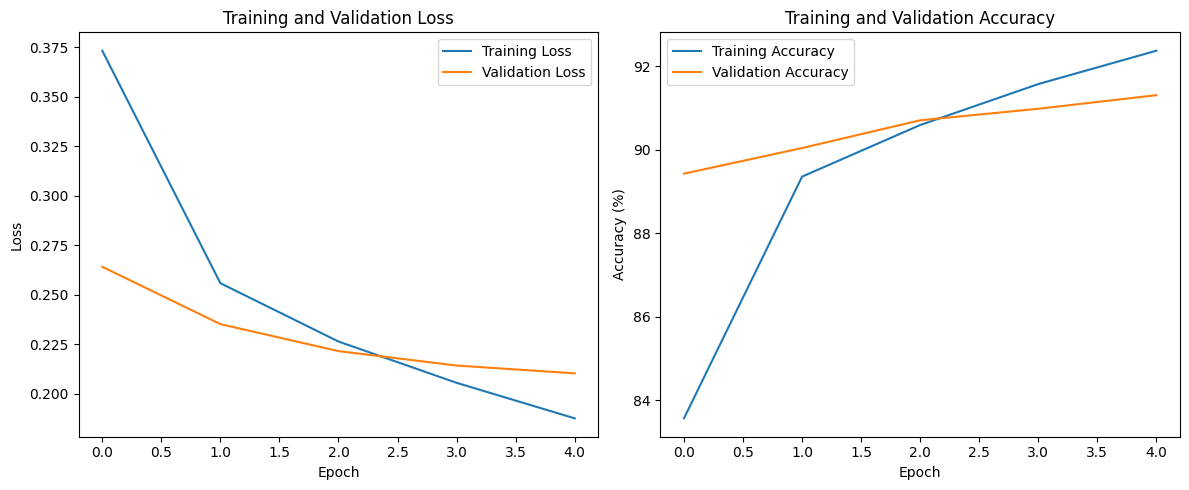 Training and Validation Loss
Training Loss
Validation Loss
0.375
0.350
0.325
0.300
0.275
0.250
0.225
0.200
Loss
0.0 0.5 1.0 1.5 2.0 2.5 3.0 3.5 4.0
Epoch
Training and Validation Accuracy
Training Accuracy
Validation Accuracy
92
90
88
86
84
Accuracy (%)
0.0 0.5 1.0 1.5 2.0 2.5 3.0 3.5 4.0
Epoch